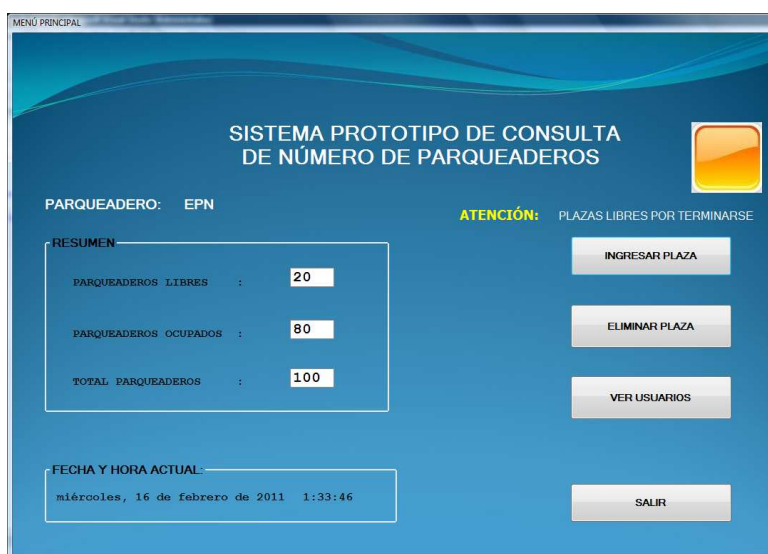 MENÚ PRINCIPAL
SISTEMA PROTOTIPO DE CONSULTA
DE NÚMERO DE PARQUEADEROS
PARQUEADERO: EPN
ATENCIÓN: PLAZAS LIBRES POR TERMINARSE
RESUMEN
PARQUEADEROS LIBRES : 20
PARQUEADEROS OCUPADOS : 80
TOTAL PARQUEADEROS : 100
INGRESAR PLAZA
ELIMINAR PLAZA
VER USUARIOS
FECHA Y HORA ACTUAL:
miércoles, 16 de febrero de 2011 1:33:46
SALIR